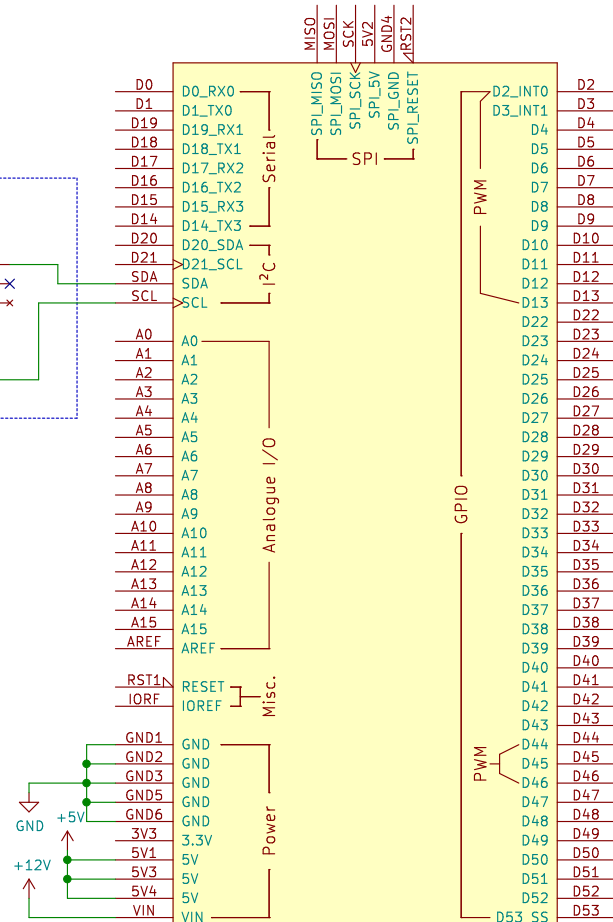 MISO MOSI SCK 5V2 GND4 RST2
SPI_MISO SPI_MOSI SPI_SCK SPI_5V SPI_GND SPI_RESET
SPI
D0 D0_RX0 D2_INT0 D2
D1 D1_TX0 D3_INT1 D3
D19 D19_RX1 D4 D4
D18 D18_TX1 D5 D5
D17 D17_RX2 D6 D6
D16 D16_TX2 D7 D7
D15 D15_RX3 D8 D8
D14 D14_TX3 D9 D9
Serial
PWM
D20 D20_SDA D10 D10
D21 D21_SCL D11 D11
SDA SDA D12 D12
SCL SCL D13 D13
I²C
D22 D22
A0 A0 D23 D23
A1 A1 D24 D24
A2 A2 D25 D25
A3 A3 D26 D26
A4 A4 D27 D27
A5 A5 D28 D28
A6 A6 D29 D29
A7 A7 D30 D30
A8 A8 D31 D31
A9 A9 D32 D32
A10 A10 D33 D33
A11 A11 D34 D34
A12 A12 D35 D35
A13 A13 D36 D36
A14 A14 D37 D37
A15 A15 D38 D38
AREF AREF D39 D39
Analogue I/O
GPIO
D40 D40
RST1 RESET D41 D41
IORF IOREF D42 D42
Misc.
D43 D43
GND1 GND D44 D44
GND2 GND D45 D45
GND3 GND D46 D46
GND5 GND D47 D47
GND6 GND D48 D48
PWM
GND
+5V
3V3 3.3V D49 D49
5V1 5V D50 D50
5V3 5V D51 D51
5V4 5V D52 D52
Power
+12V
VIN VIN D53_SS D53